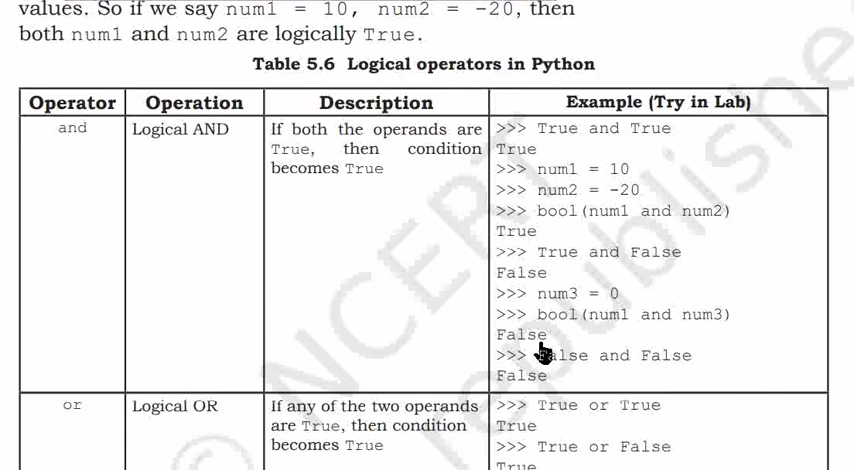 values. So if we say num1 = 10, num2 = -20, then
both num1 and num2 are logically True.
Table 5.6 Logical operators in Python
Operator Operation Description Example (Try in Lab)
and Logical AND If both the operands are >>> True and True
True, then condition True
becomes True >>> num1 = 10
>>> num2 = -20
>>> bool(num1 and num2)
True
>>> True and False
False
>>> num3 = 0
>>> bool(num1 and num3)
False
>>> False and False
False
or Logical OR If any of the two operands >>> True or True
are True, then condition True
becomes True >>> True or False
True
© NCERT
republishe